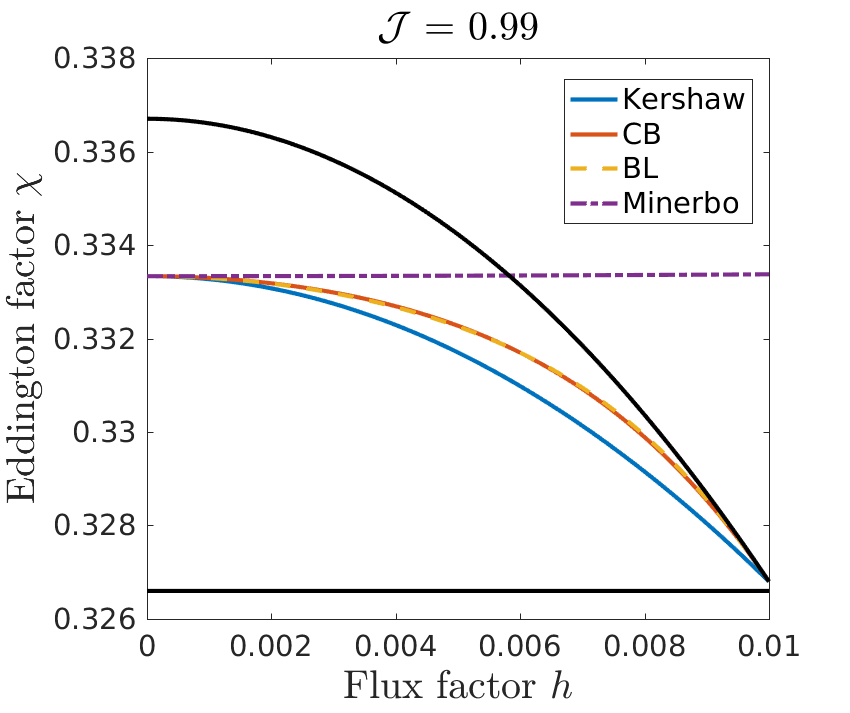 𝒥 = 0.99
0.338
0.336
0.334
0.332
0.33
0.328
0.326
Eddington factor χ
Kershaw
CB
BL
Minerbo
0 0.002 0.004 0.006 0.008 0.01
Flux factor h